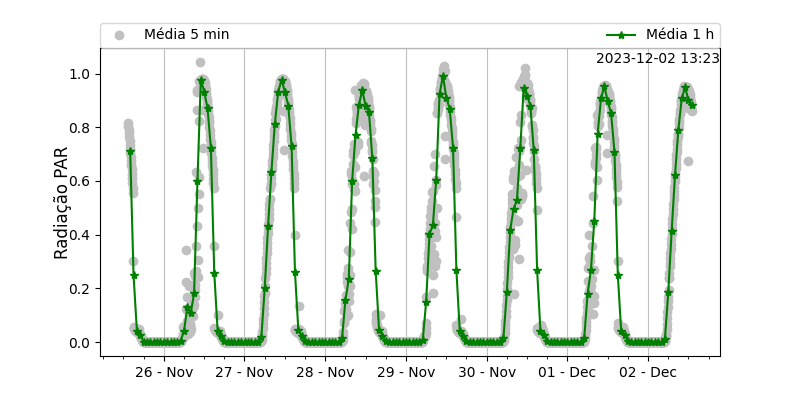 Média 5 min
Média 1 h
2023-12-02 13:23
Radiação PAR
1.0
0.8
0.6
0.4
0.2
0.0
26 - Nov
27 - Nov
28 - Nov
29 - Nov
30 - Nov
01 - Dec
02 - Dec